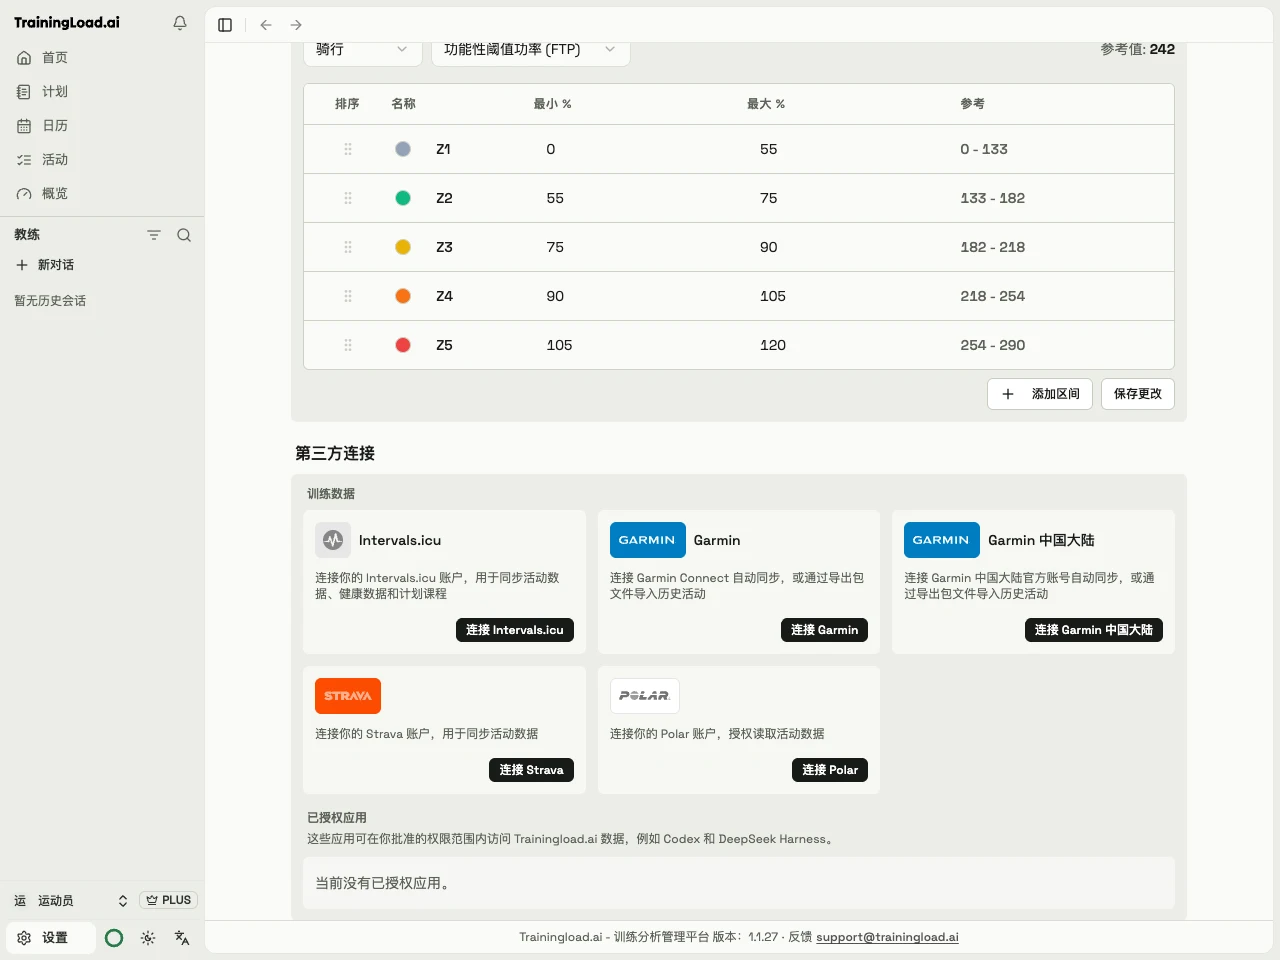 TrainingLoad.ai
首页
计划
日历
活动
概览
教练
新对话
暂无历史会话
运 运动员 PLUS
设置
骑行 功能性阈值功率 (FTP) 参考值: 242
排序 名称 最小 % 最大 % 参考
Z1 0 55 0 - 133
Z2 55 75 133 - 182
Z3 75 90 182 - 218
Z4 90 105 218 - 254
Z5 105 120 254 - 290
添加区间 保存更改
第三方连接
训练数据
Intervals.icu
连接你的 Intervals.icu 账户，用于同步活动数
据、健康数据和计划课程
连接 Intervals.icu
GARMIN Garmin
连接 Garmin Connect 自动同步，或通过导出包
文件导入历史活动
连接 Garmin
GARMIN Garmin 中国大陆
连接 Garmin 中国大陆官方账号自动同步，或通
过导出包文件导入历史活动
连接 Garmin 中国大陆
STRAVA
连接你的 Strava 账户，用于同步活动数据
连接 Strava
POLAR
连接你的 Polar 账户，授权读取活动数据
连接 Polar
已授权应用
这些应用可在你批准的权限范围内访问 Trainingload.ai 数据，例如 Codex 和 DeepSeek Harness。
当前没有已授权应用。
Trainingload.ai - 训练分析管理平台 版本：1.1.27 · 反馈 support@trainingload.ai